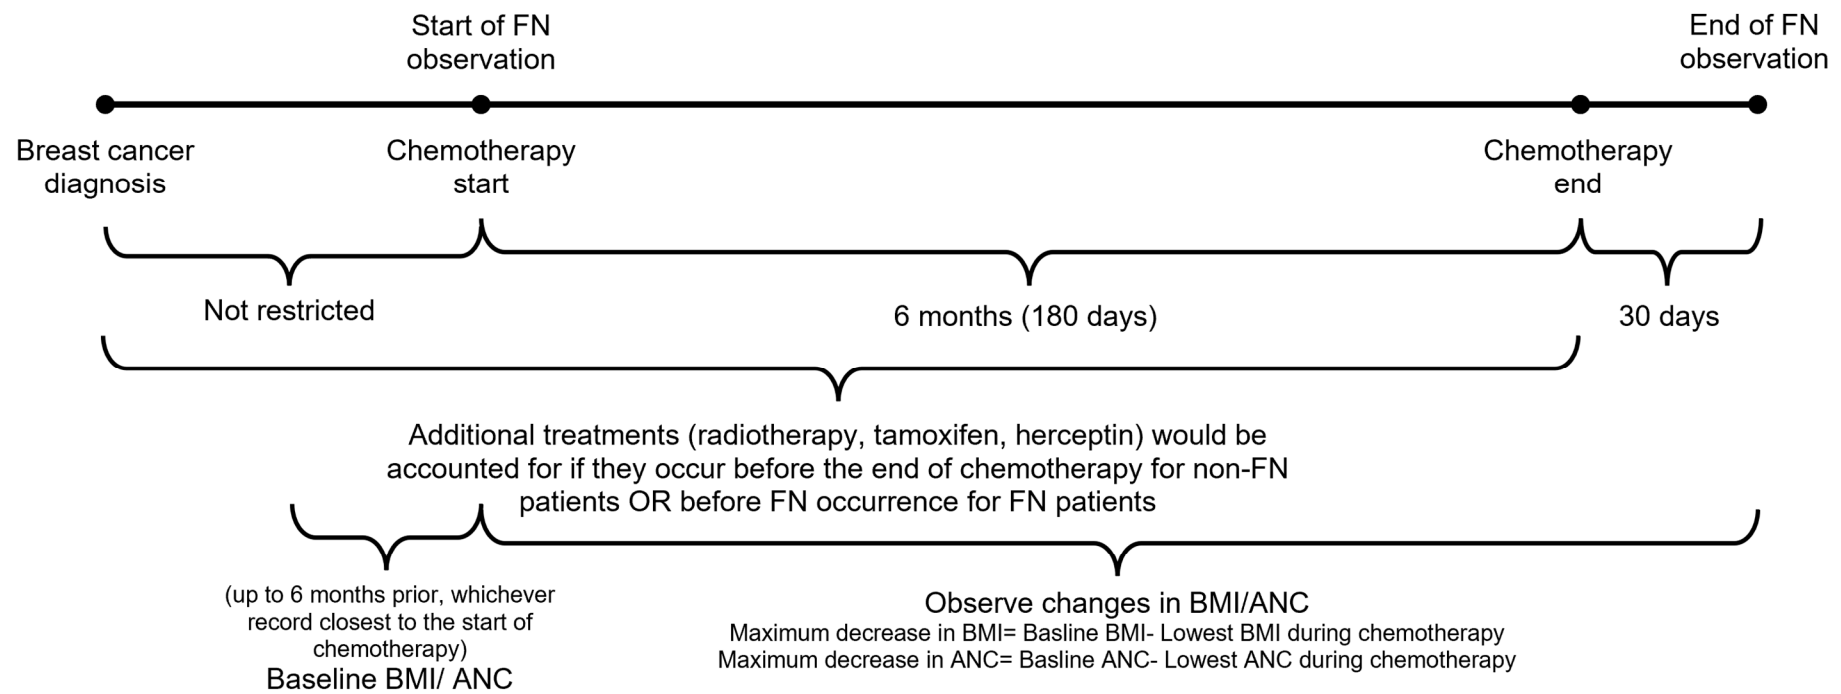 Start of FN
observation
End of FN
observation
Breast cancer
diagnosis
Chemotherapy
start
Chemotherapy
end
Not restricted
6 months (180 days)
30 days
Additional treatments (radiotherapy, tamoxifen, herceptin) would be
accounted for if they occur before the end of chemotherapy for non-FN
patients OR before FN occurrence for FN patients
(up to 6 months prior, whichever
record closest to the start of
chemotherapy)
Baseline BMI/ ANC
Observe changes in BMI/ANC
Maximum decrease in BMI= Basline BMI- Lowest BMI during chemotherapy
Maximum decrease in ANC= Basline ANC- Lowest ANC during chemotherapy